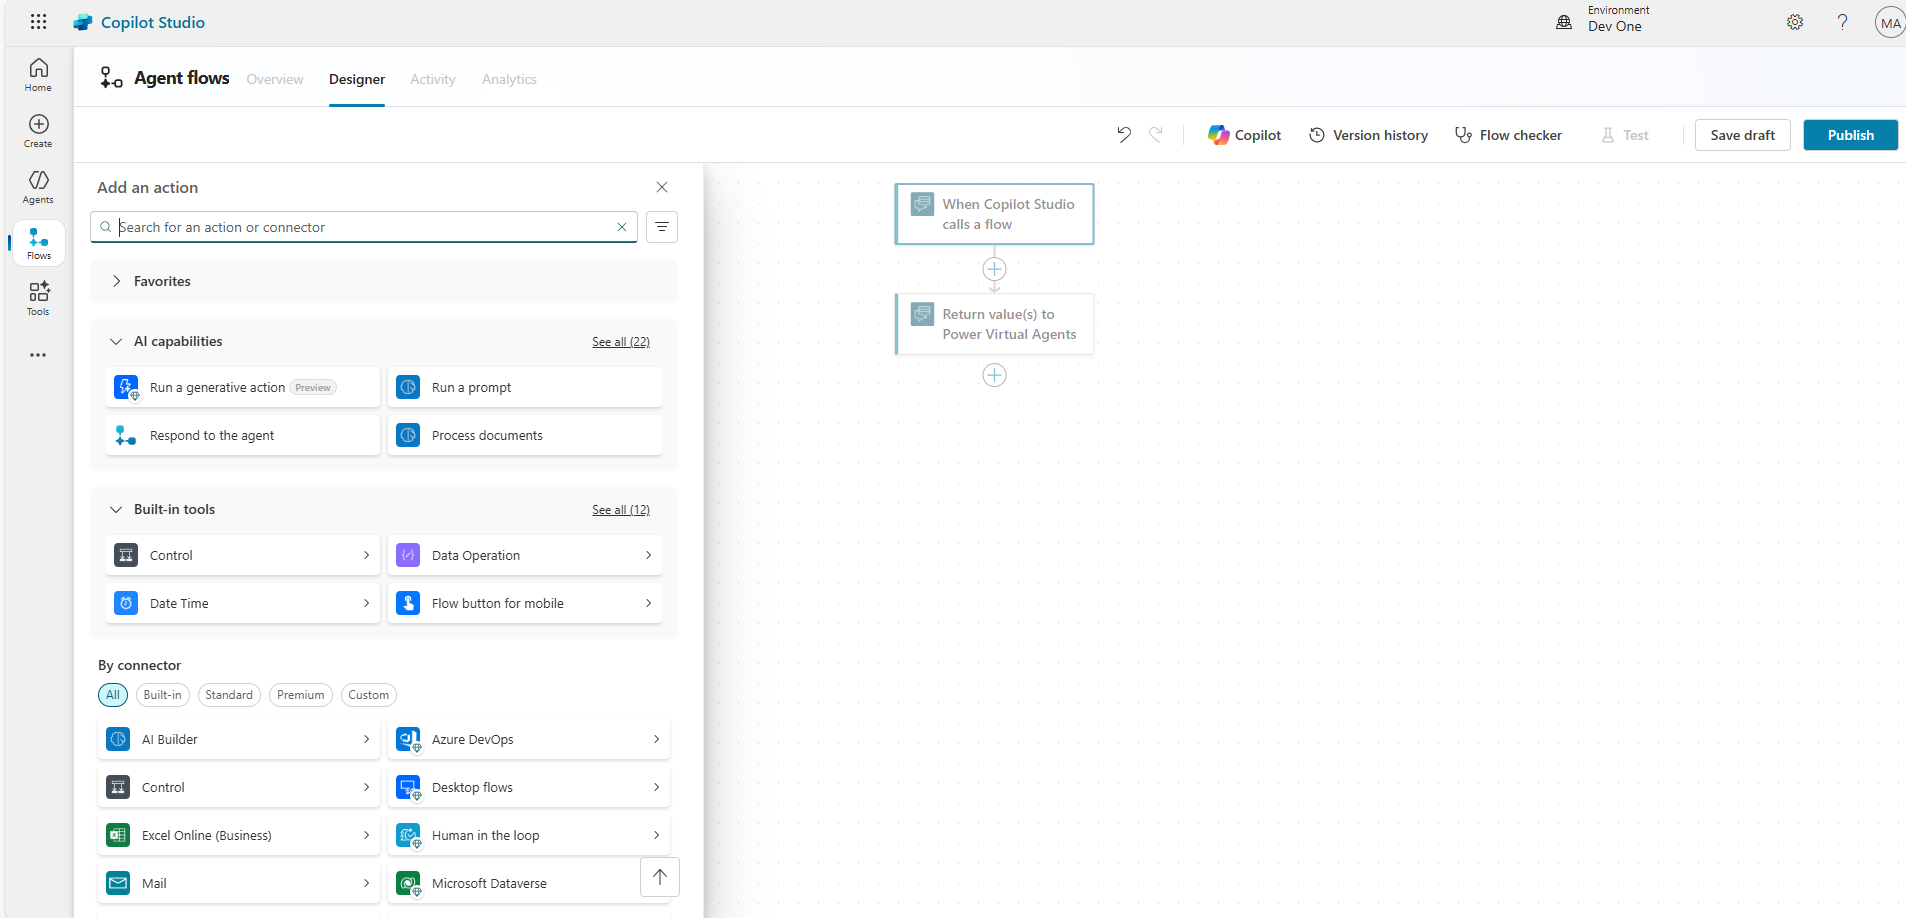 Copilot Studio
Environment
Dev One
MA
Home
Create
Agents
Flows
Tools
Agent flows
Overview
Designer
Activity
Analytics
Copilot
Version history
Flow checker
Test
Save draft
Publish
Add an action
Search for an action or connector
Favorites
AI capabilities
See all (22)
Run a generative action
Preview
Run a prompt
Respond to the agent
Process documents
Built-in tools
See all (12)
Control
Data Operation
Date Time
Flow button for mobile
By connector
All
Built-in
Standard
Premium
Custom
AI Builder
Azure DevOps
Control
Desktop flows
Excel Online (Business)
Human in the loop
Mail
Microsoft Dataverse
When Copilot Studio
calls a flow
Return value(s) to
Power Virtual Agents